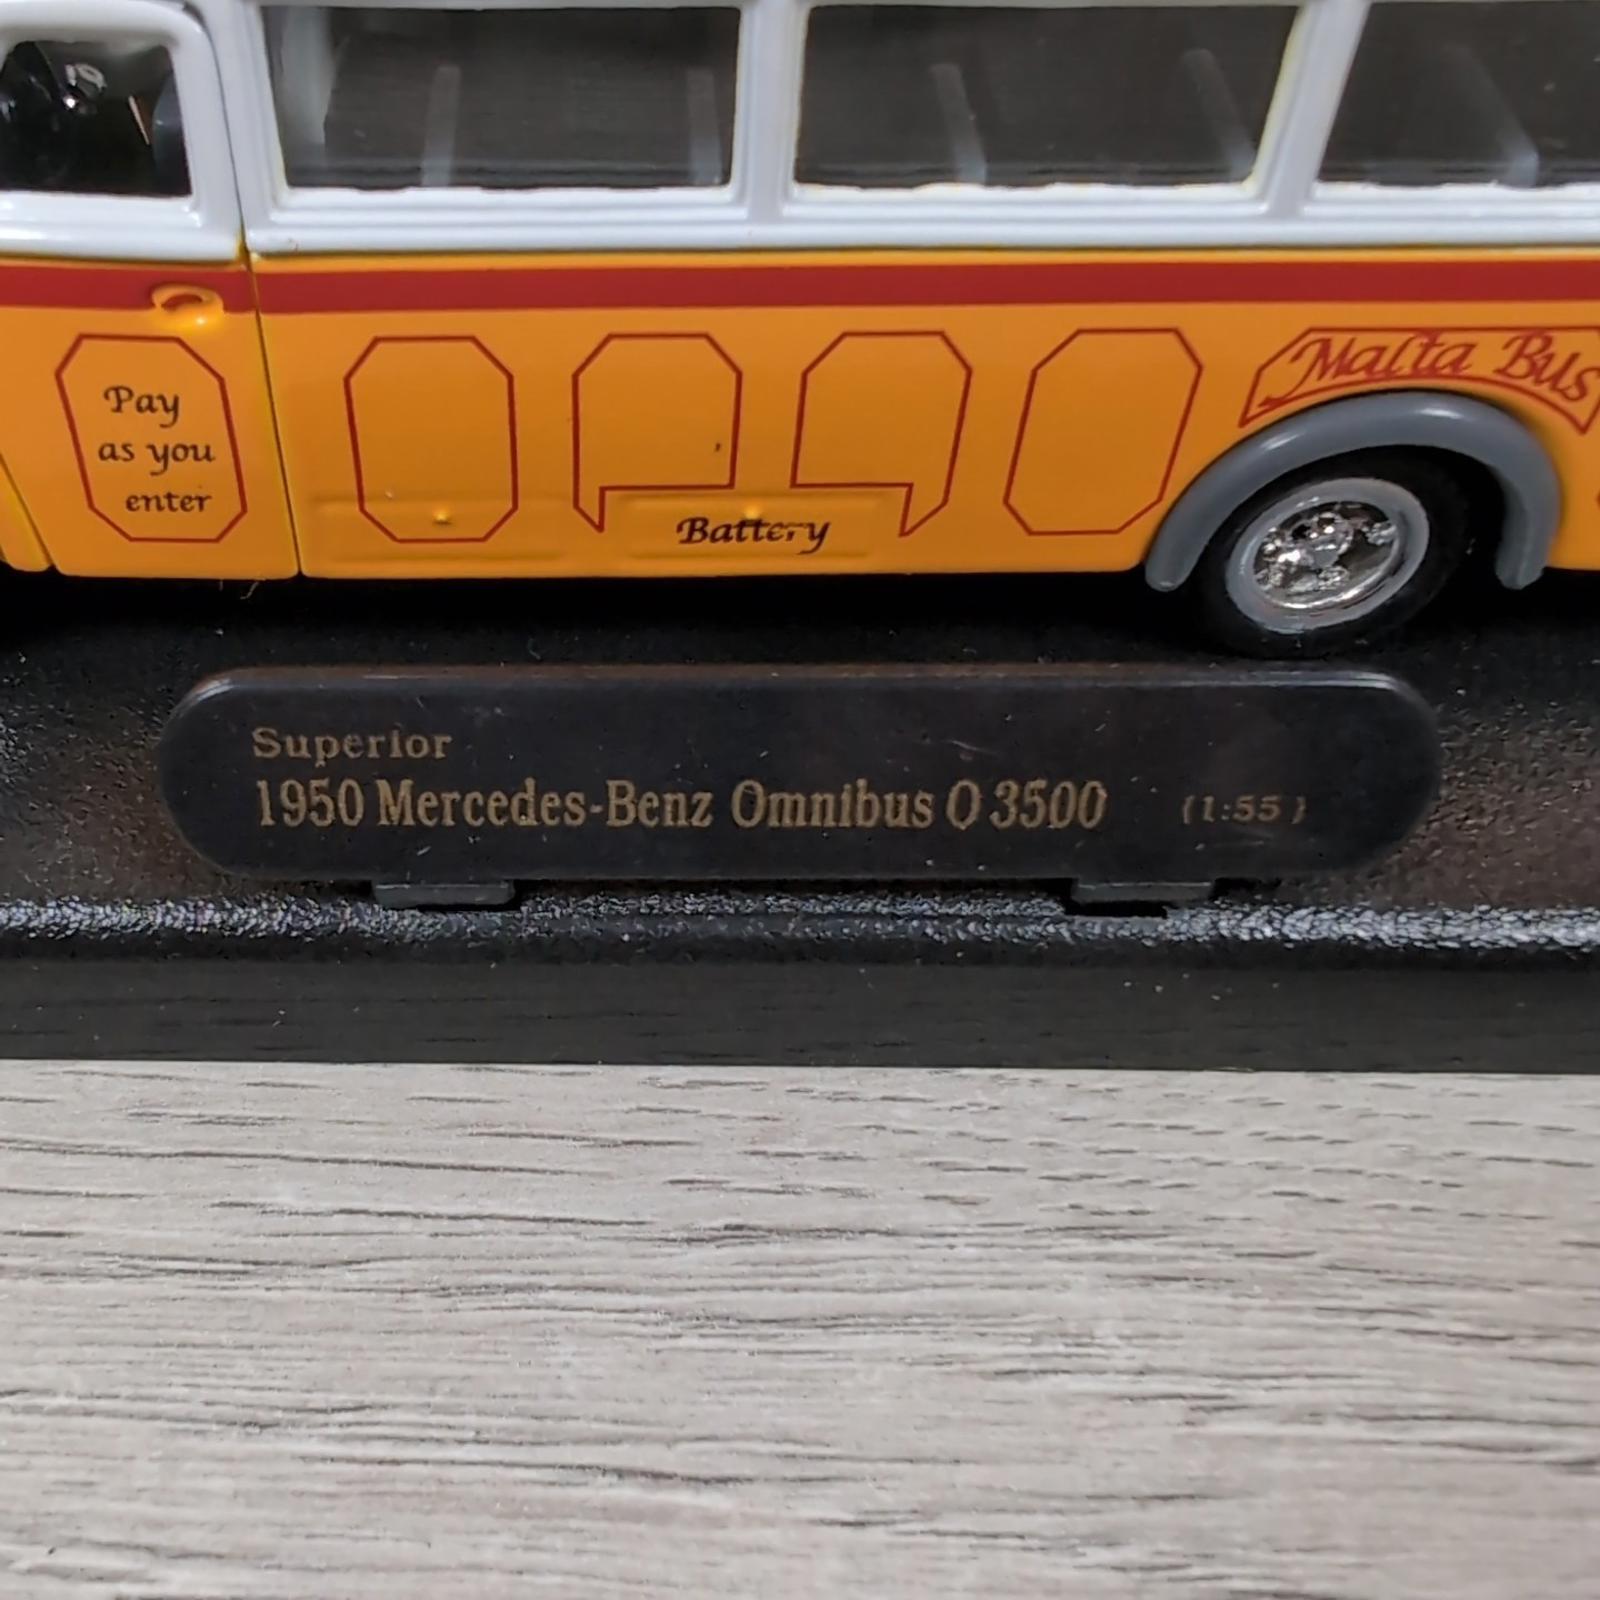 Pay
as you
enter
Malta Bus
Battery
Superior
1950 Mercedes-Benz Omnibus O 3500 (1:55)